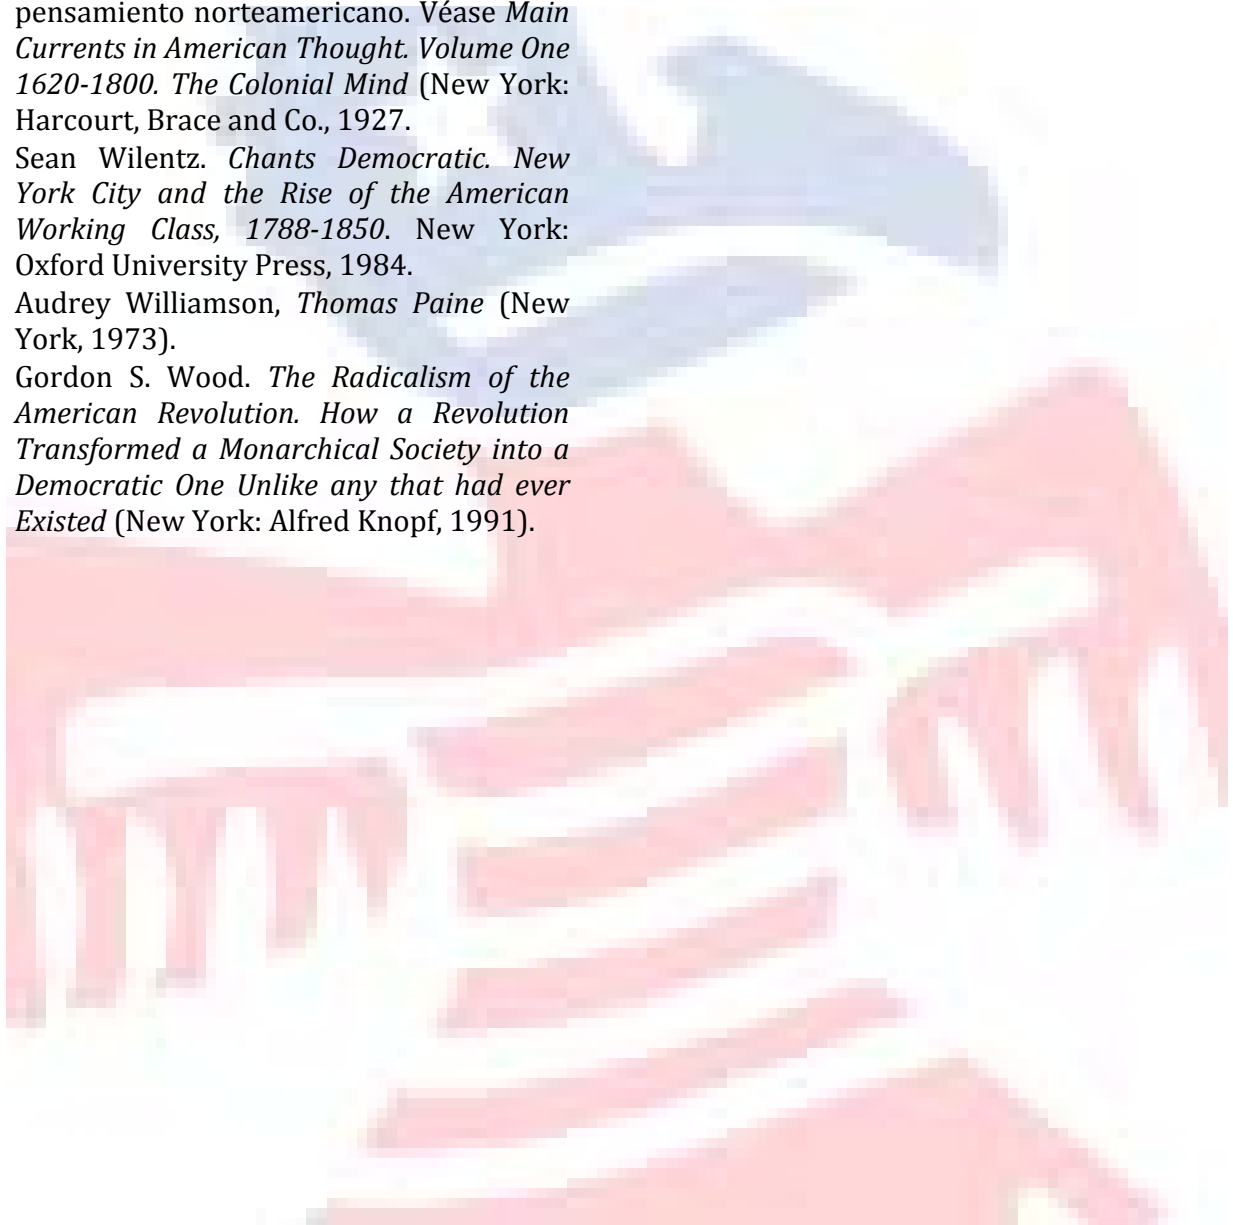 pensamiento norteamericano. Véase Main
Currents in American Thought. Volume One
1620-1800. The Colonial Mind (New York:
Harcourt, Brace and Co., 1927.
Sean Wilentz. Chants Democratic. New
York City and the Rise of the American
Working Class, 1788-1850. New York:
Oxford University Press, 1984.
Audrey Williamson, Thomas Paine (New
York, 1973).
Gordon S. Wood. The Radicalism of the
American Revolution. How a Revolution
Transformed a Monarchical Society into a
Democratic One Unlike any that had ever
Existed (New York: Alfred Knopf, 1991).